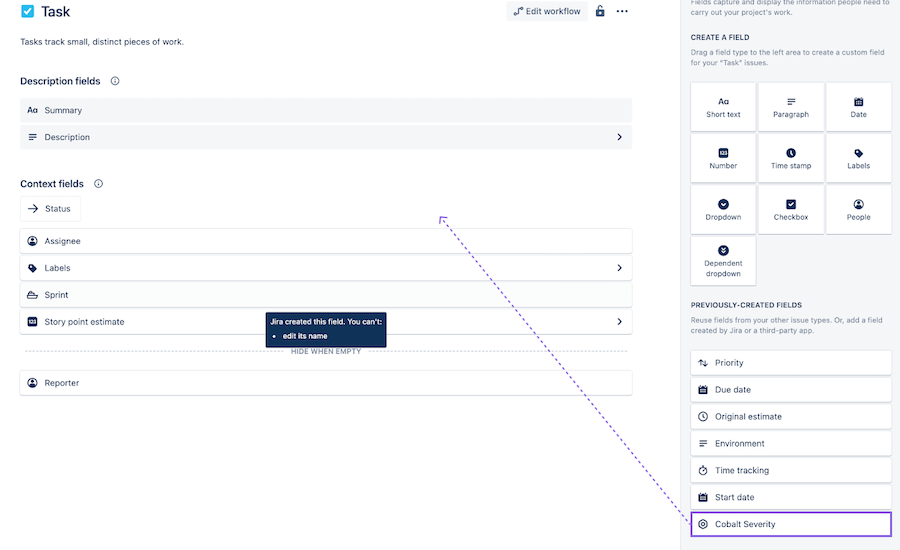 Task
Edit workflow
Tasks track small, distinct pieces of work.
Description fields
Aa Summary
Description
Context fields
Status
Assignee
Labels
Sprint
123 Story point estimate
Jira created this field. You can't:
• edit its name
HIDE WHEN EMPTY
Reporter
Fields capture and display the information people need to
carry out your project's work.
CREATE A FIELD
Drag a field type to the left area to create a custom field
for your "Task" issues.
Aa
Short text
Paragraph
Date
123
Number
Time stamp
Labels
Dropdown
Checkbox
People
Dependent
dropdown
PREVIOUSLY-CREATED FIELDS
Reuse fields from your other issue types. Or, add a field
created by Jira or a third-party app.
Priority
Due date
Original estimate
Environment
Time tracking
Start date
Cobalt Severity